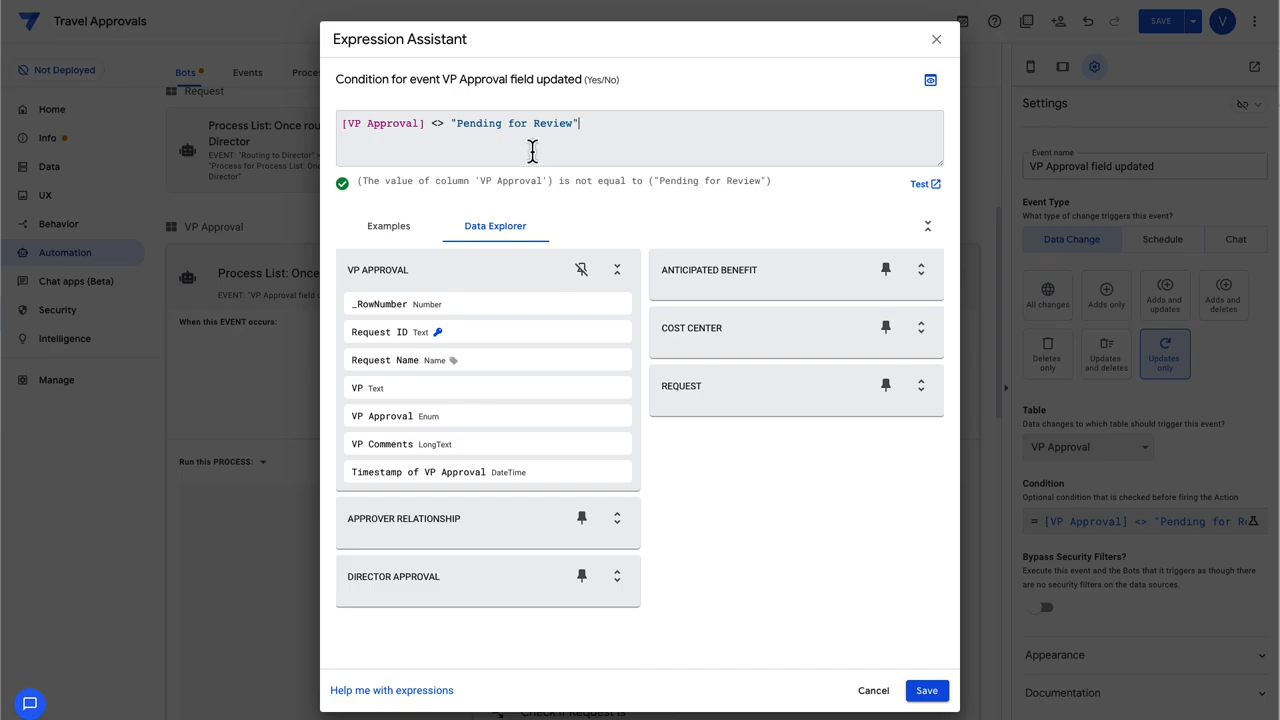 Travel Approvals
SAVE
V
Not Deployed
Bots
Events
Proces
Home
Info
Data
UX
Behavior
Automation
Chat apps (Beta)
Security
Intelligence
Manage
Request
Process List: Once rou
Director
EVENT: "Routing to Director" =
"Process for Process List: Onc
Director"
VP Approval
Process List: Once
EVENT: "VP Approval field u
When this EVENT occurs:
Run this PROCESS:
Check if Request is
Expression Assistant
Condition for event VP Approval field updated (Yes/No)
[VP Approval] <> "Pending for Review"
(The value of column 'VP Approval') is not equal to ("Pending for Review")
Test
Examples
Data Explorer
VP APPROVAL
_RowNumber Number
Request ID Text
Request Name Name
VP Text
VP Approval Enum
VP Comments LongText
Timestamp of VP Approval DateTime
APPROVER RELATIONSHIP
DIRECTOR APPROVAL
ANTICIPATED BENEFIT
COST CENTER
REQUEST
Help me with expressions
Cancel
Save
Settings
Event name
VP Approval field updated
Event Type
What type of change triggers this event?
Data Change
Schedule
Chat
All changes
Adds only
Adds and
updates
Adds and
deletes
Deletes
only
Updates
and deletes
Updates
only
Table
Data changes to which table should trigger this event?
VP Approval
Condition
Optional condition that is checked before firing the Action
= [VP Approval] <> "Pending for Re
Bypass Security Filters?
Execute this event and the Bots that it triggers as though there
are no security filters on the data sources.
Appearance
Documentation